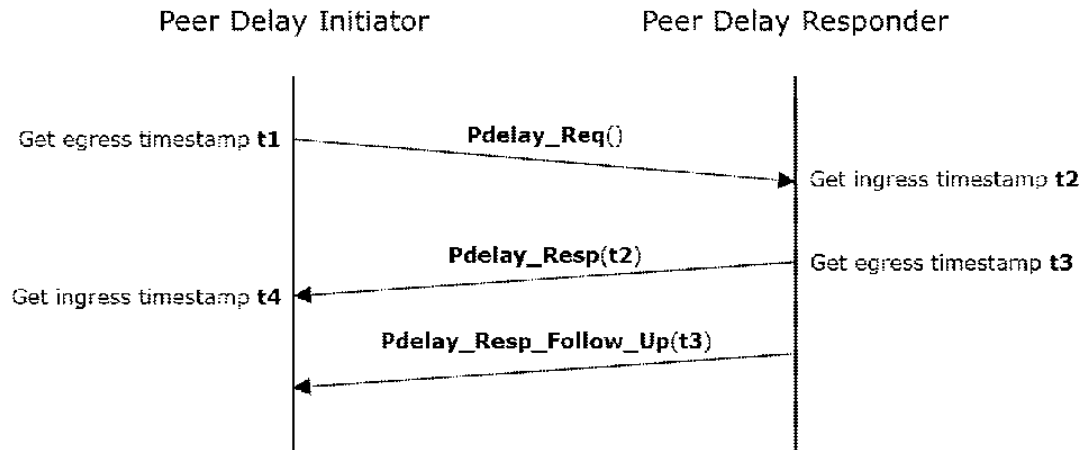 Peer Delay Initiator
Peer Delay Responder
Get egress timestamp t1
Pdelay_Req()
Get ingress timestamp t2
Pdelay_Resp(t2)
Get egress timestamp t3
Get ingress timestamp t4
Pdelay_Resp_Follow_Up(t3)